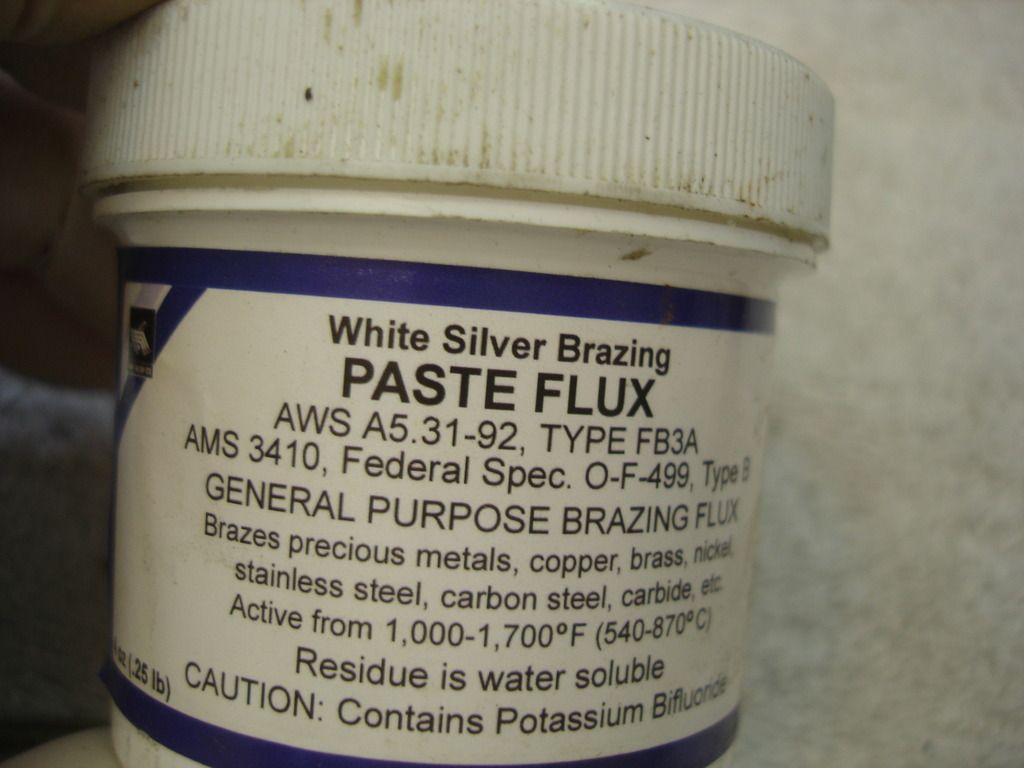 White Silver Brazing
PASTE FLUX
AWS A5.31-92, TYPE FB3A
AMS 3410, Federal Spec. O-F-499, Type B
GENERAL PURPOSE BRAZING FLUX
Brazes precious metals, copper, brass, nickel,
stainless steel, carbon steel, carbide, etc.
Active from 1,000-1,700°F (540-870°C)
Residue is water soluble
CAUTION: Contains Potassium Bifluoride
oz (.25 lb)